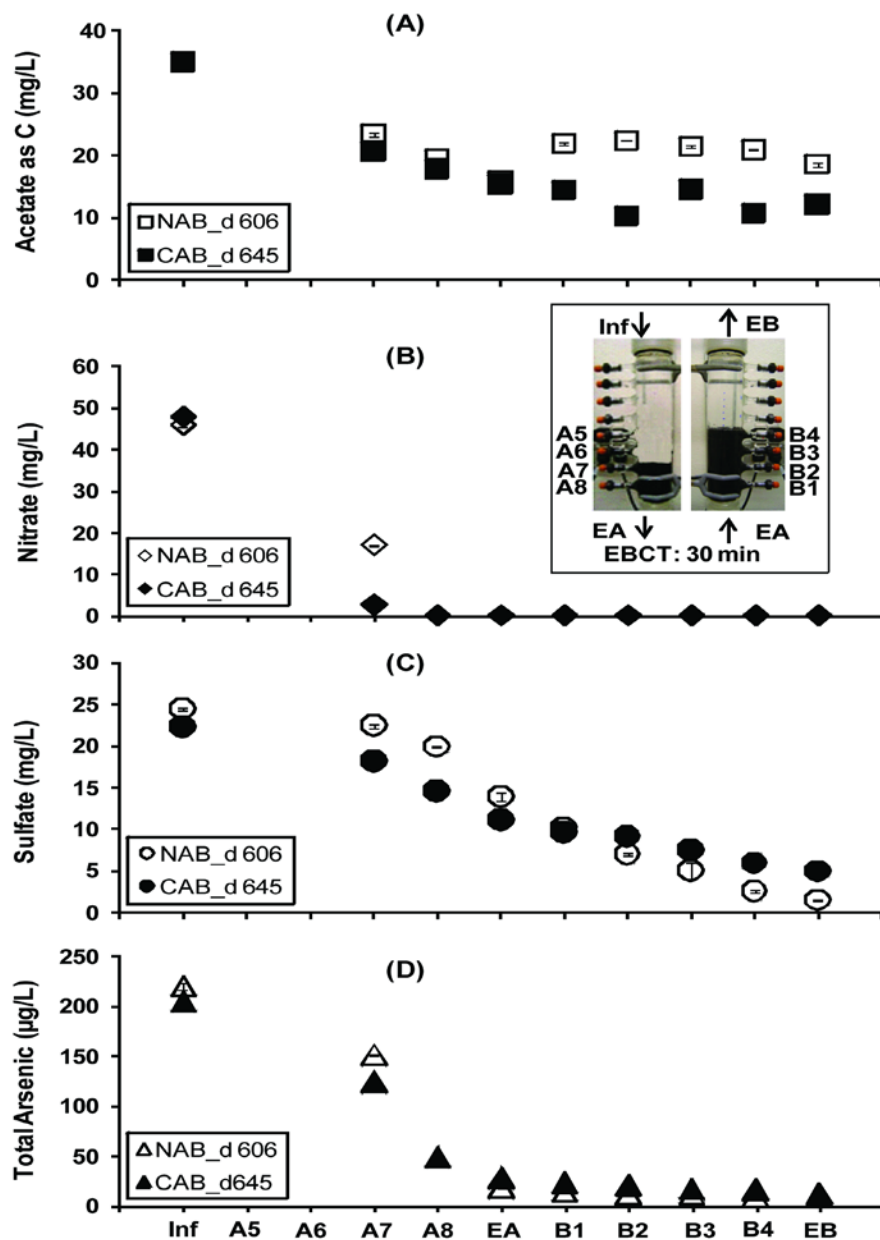 (A)
Acetate as C (mg/L)
40
30
20
10
0
NAB_d 606
CAB_d 645
(B)
Nitrate (mg/L)
60
50
40
30
20
10
0
NAB_d 606
CAB_d 645
Inf ↓ ↑ EB
A5 B4
A6 B3
A7 B2
A8 B1
EA ↓ ↑ EA
EBCT: 30 min
(C)
Sulfate (mg/L)
30
25
20
15
10
5
0
NAB_d 606
CAB_d 645
(D)
Total Arsenic (µg/L)
250
200
150
100
50
0
NAB_d 606
CAB_d645
Inf A5 A6 A7 A8 EA B1 B2 B3 B4 EB